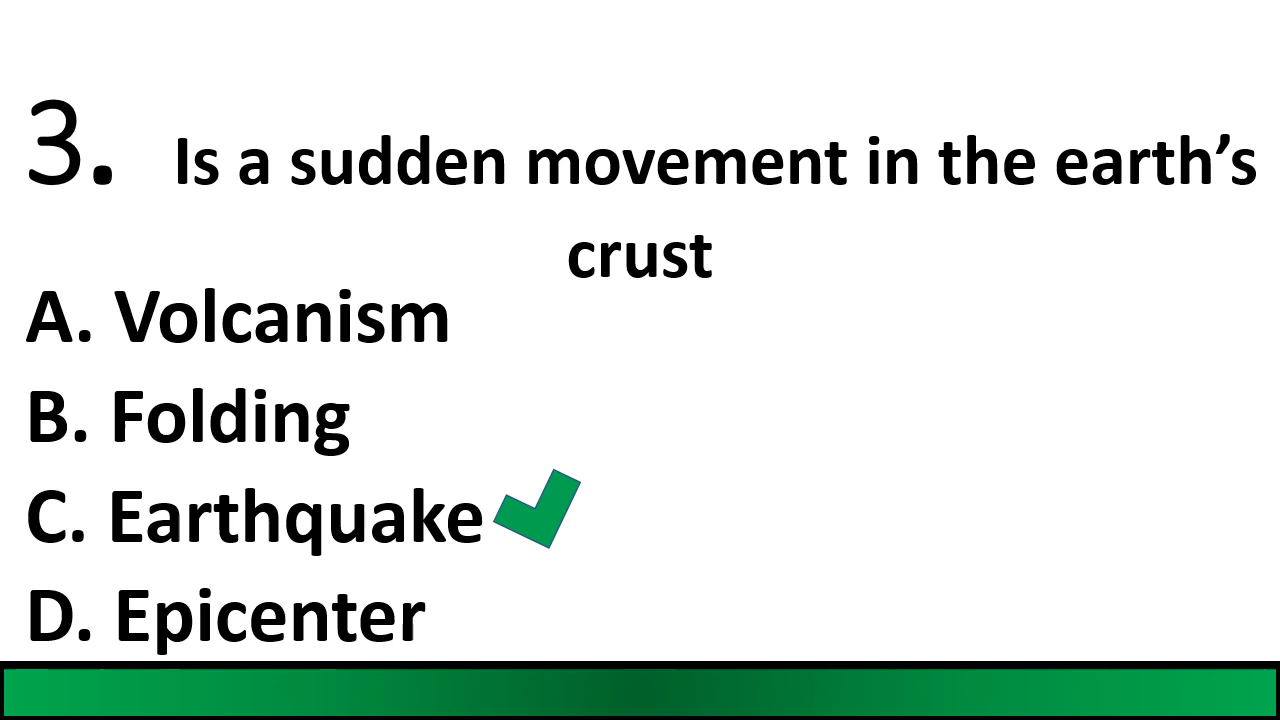 3. Is a sudden movement in the earth’s
crust
A. Volcanism
B. Folding
C. Earthquake
D. Epicenter